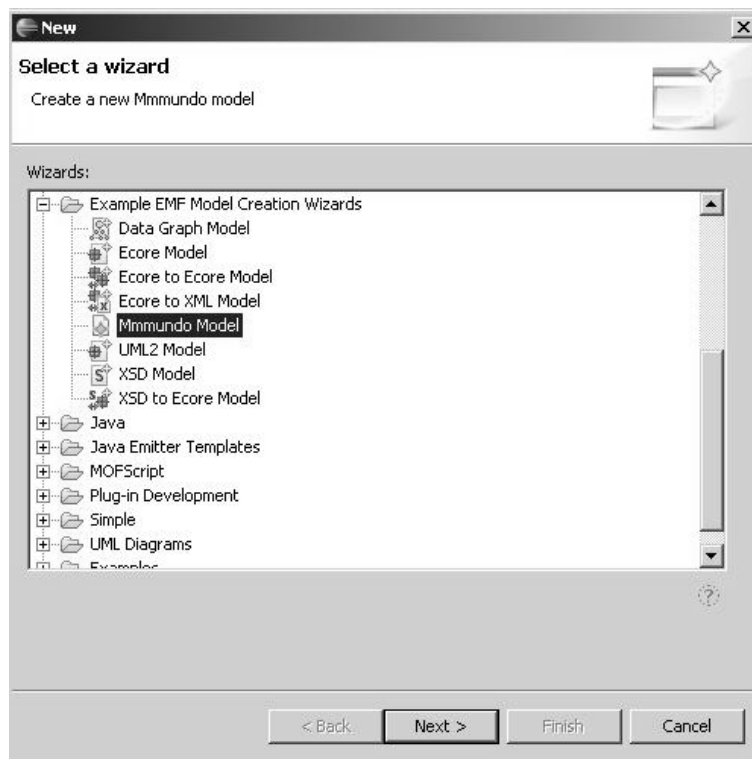 New
Select a wizard
Create a new Mmmundo model
Wizards:
Example EMF Model Creation Wizards
Data Graph Model
Ecore Model
Ecore to Ecore Model
Ecore to XML Model
Mmmundo Model
UML2 Model
XSD Model
XSD to Ecore Model
Java
Java Emitter Templates
MOFScript
Plug-in Development
Simple
UML Diagrams
Examples
< Back Next > Finish Cancel